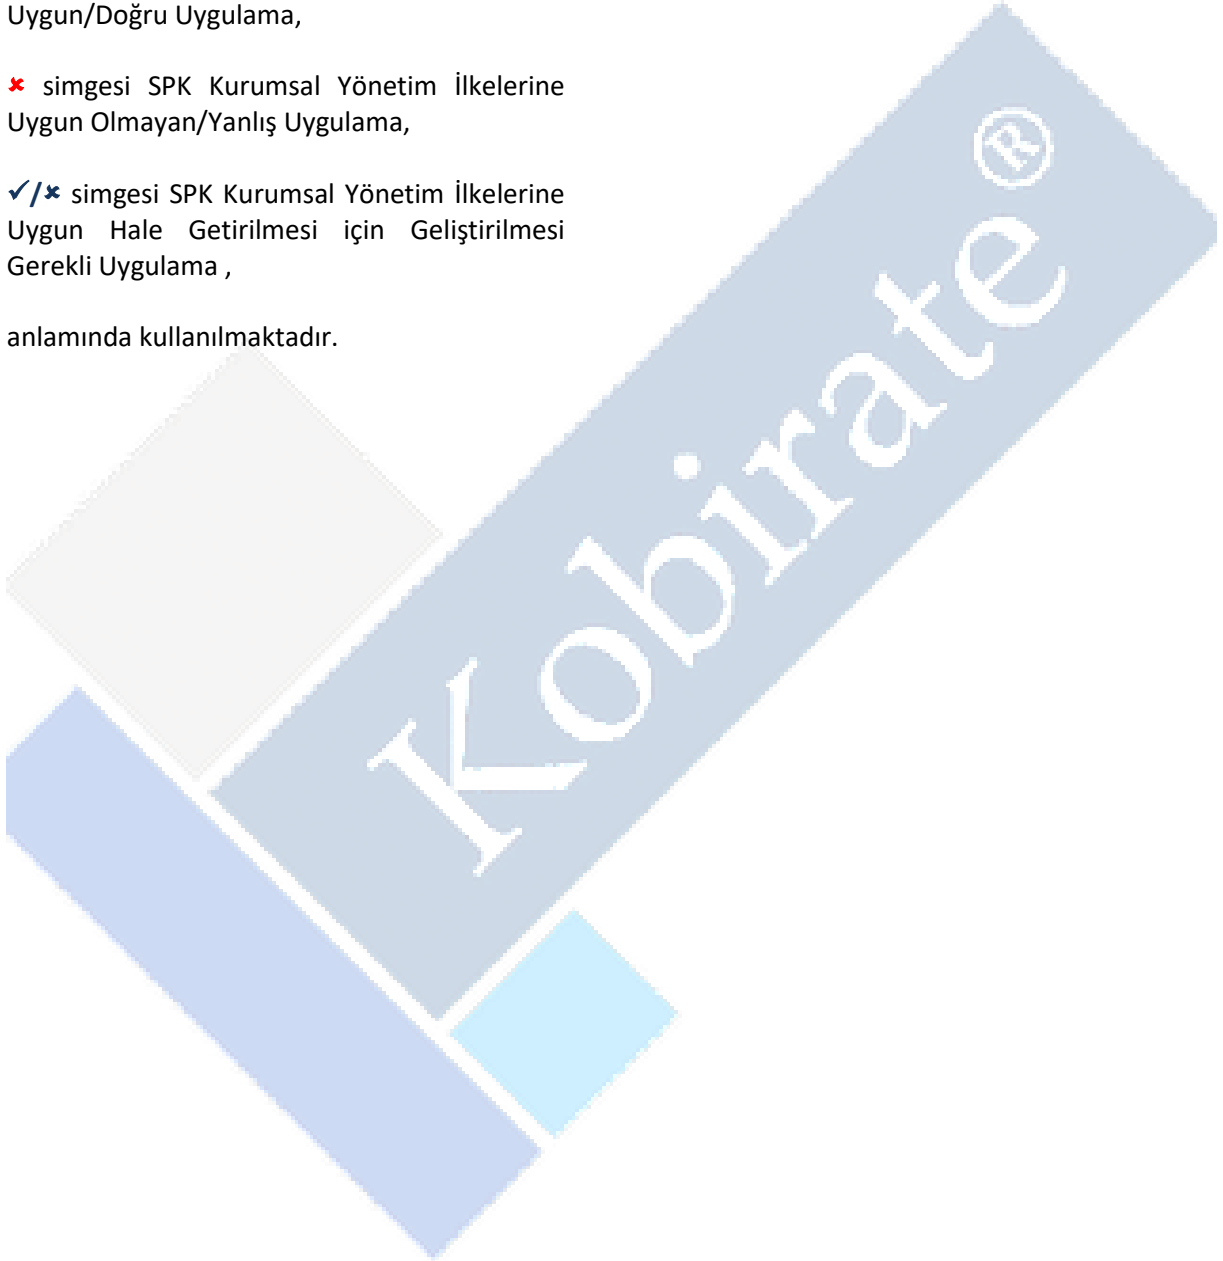 Uygun/Doğru Uygulama,
✖ simgesi SPK Kurumsal Yönetim İlkelerine
Uygun Olmayan/Yanlış Uygulama,
✓/✖ simgesi SPK Kurumsal Yönetim İlkelerine
Uygun Hale Getirilmesi için Geliştirilmesi
Gerekli Uygulama ,
anlamında kullanılmaktadır.
Kobirate®